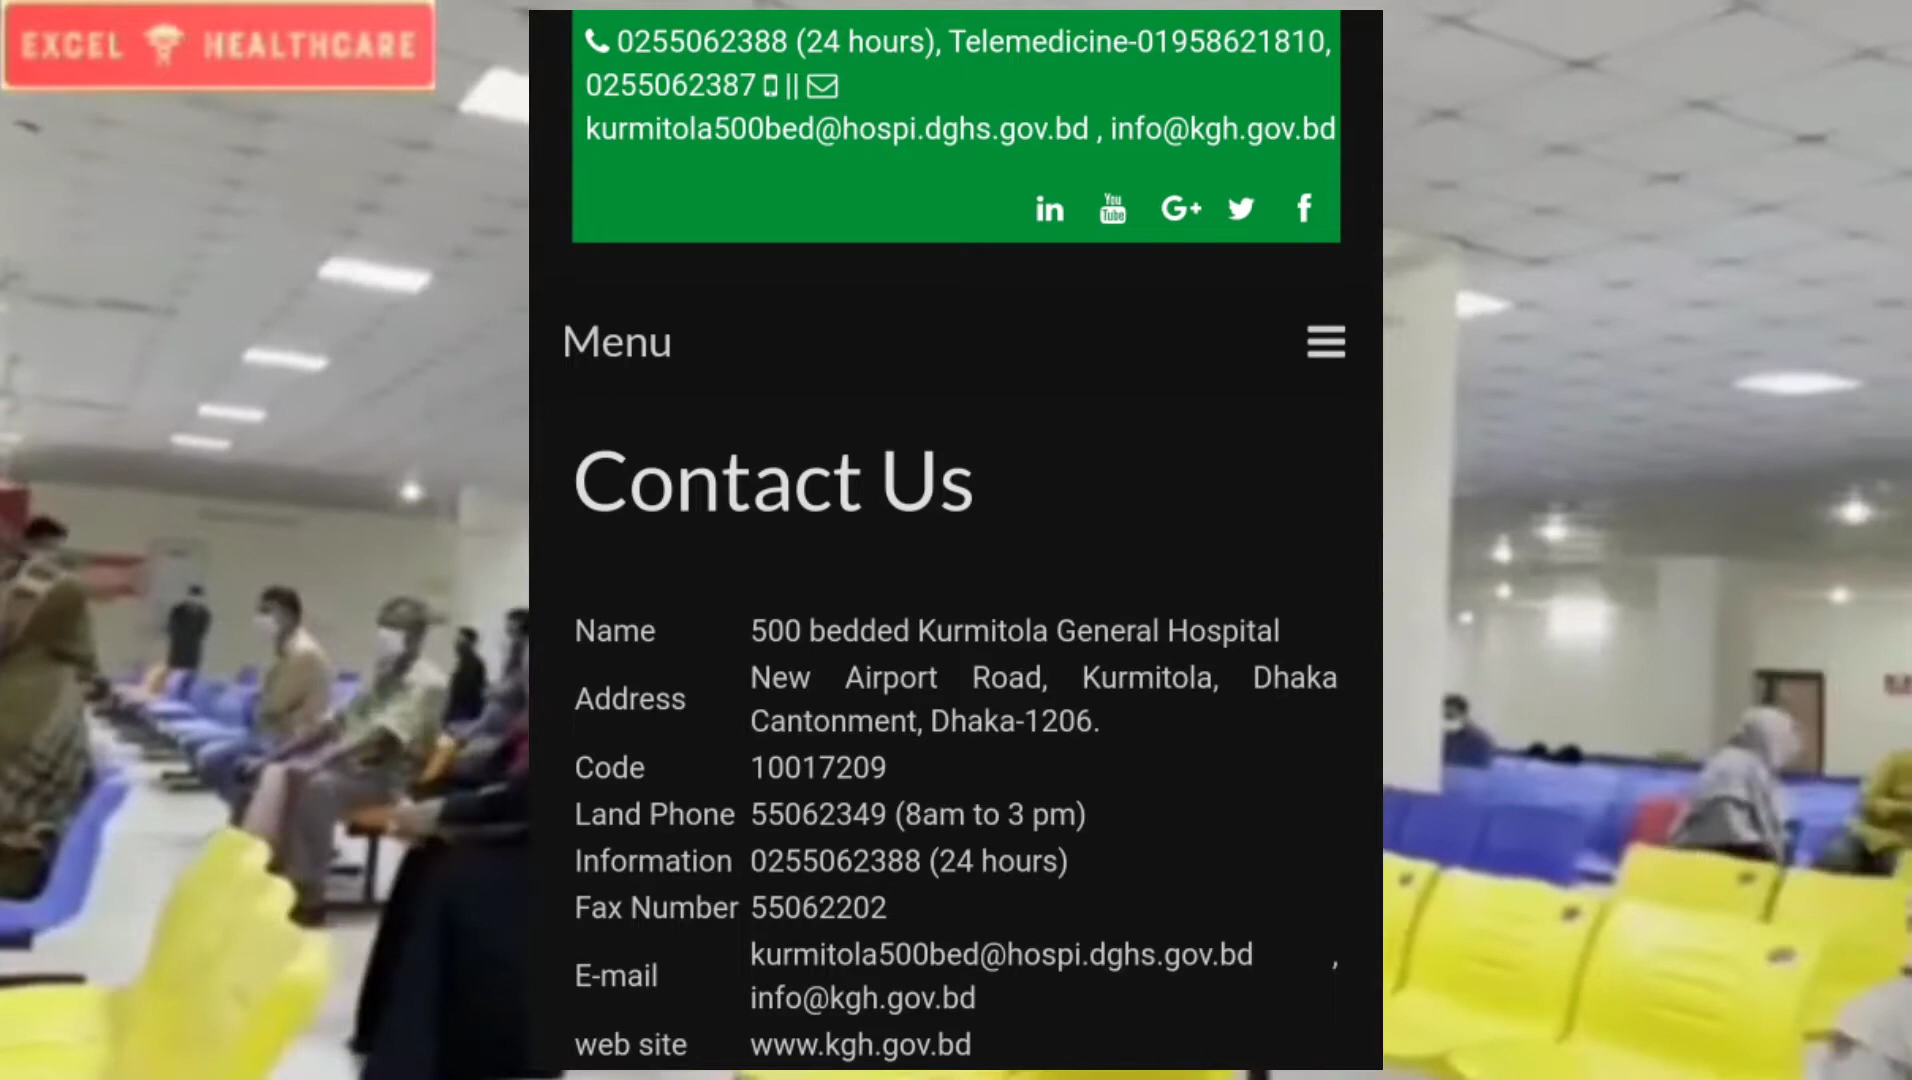 EXCEL HEALTHCARE
0255062388 (24 hours), Telemedicine-01958621810,
0255062387 ||
kurmitola500bed@hospi.dghs.gov.bd , info@kgh.gov.bd
in You Tube G+ f
Menu
Contact Us
Name 500 bedded Kurmitola General Hospital
Address New Airport Road, Kurmitola, Dhaka
Cantonment, Dhaka-1206.
Code 10017209
Land Phone 55062349 (8am to 3 pm)
Information 0255062388 (24 hours)
Fax Number 55062202
E-mail kurmitola500bed@hospi.dghs.gov.bd ,
info@kgh.gov.bd
web site www.kgh.gov.bd